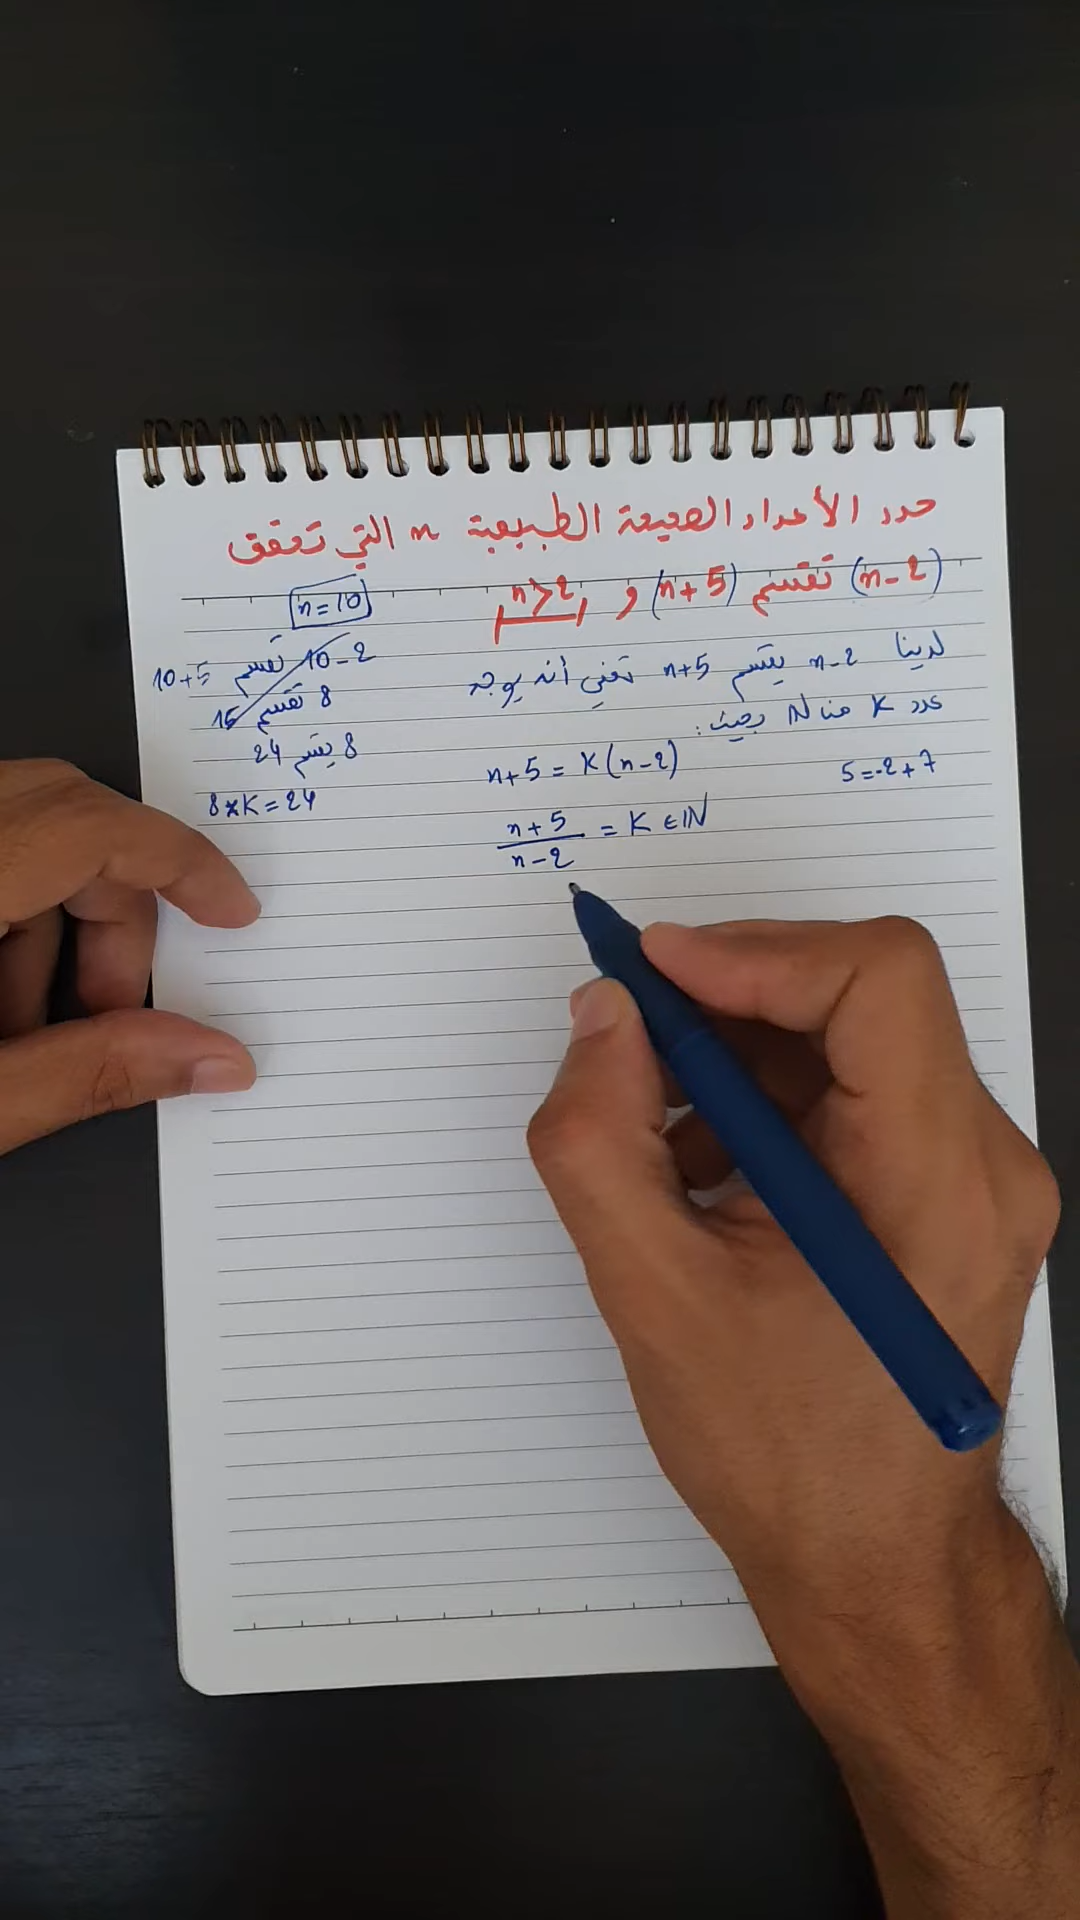 حدد الأعداد الصحيحة الطبيعية n التي تحقق
(n-2) تقسم (n+5) و n>2
لدينا n-2 يقسم n+5 تعني أنه يوجد
عدد K من IN بحيث:
n+5 = K(n-2)
5=-2+7
n+5/n-2 = K ∈ IN
n=10
10-2 تقسم 10+5
8 تقسم 15
8 يقسم 24
8×K=24